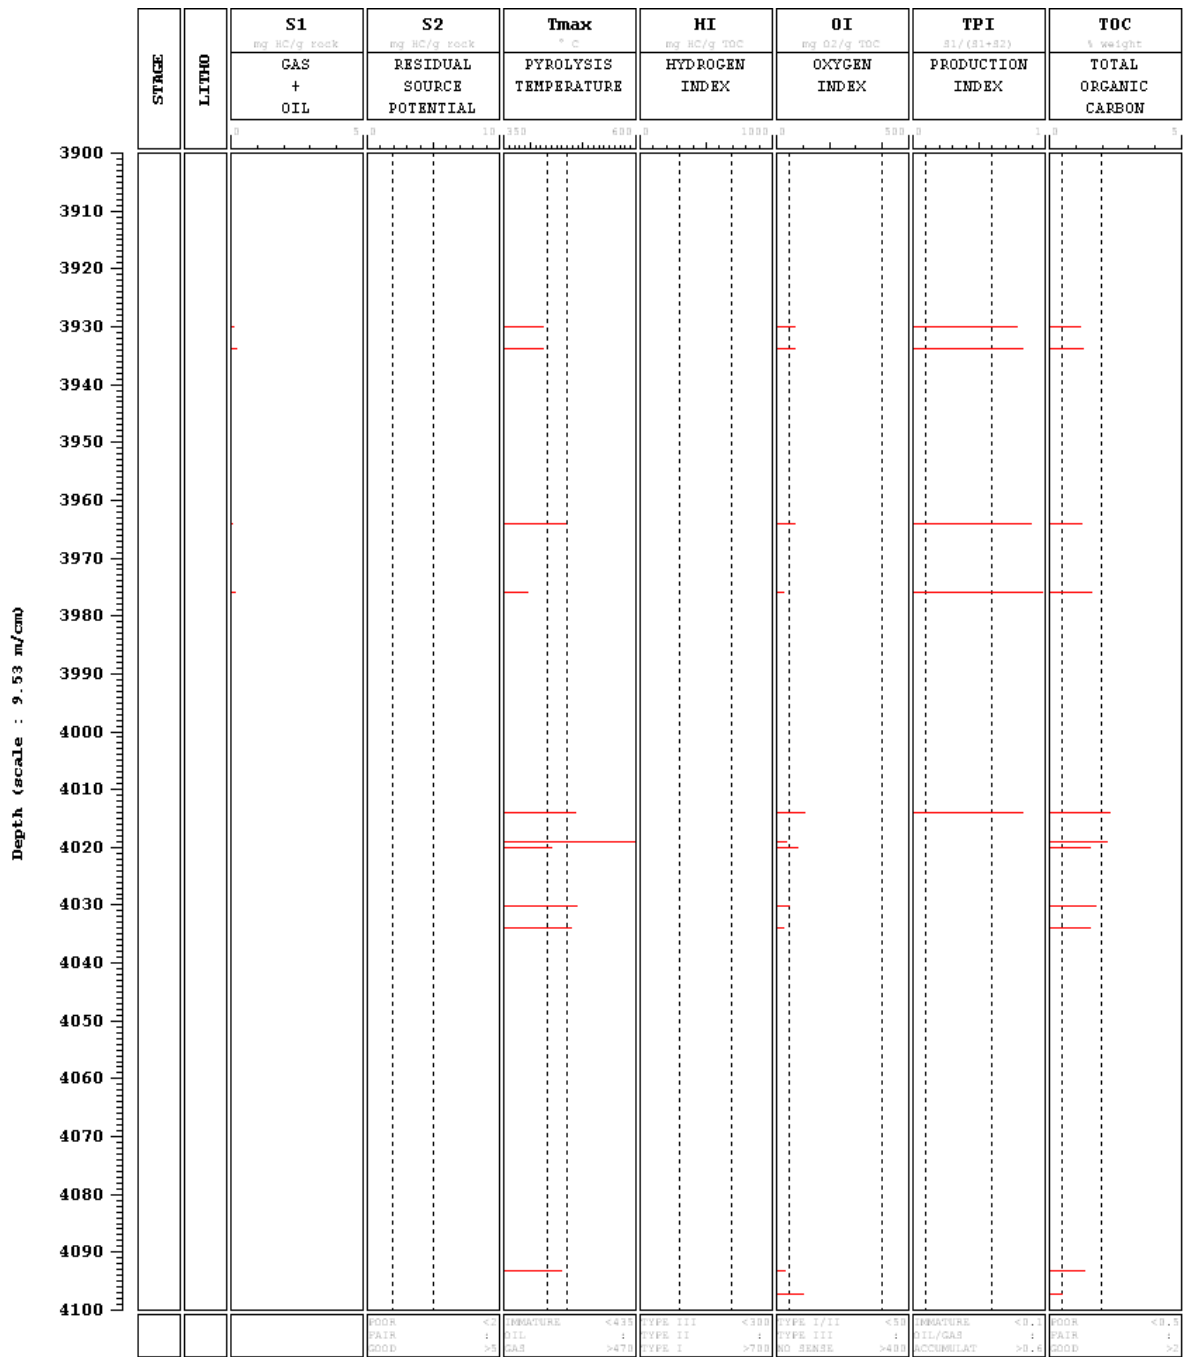 STAGE
LITHO
S1
mg HC/g rock
GAS
+
OIL
0 5
S2
mg HC/g rock
RESIDUAL
SOURCE
POTENTIAL
0 10
Tmax
° C
PYROLYSIS
TEMPERATURE
350 600
HI
mg HC/g TOC
HYDROGEN
INDEX
0 1000
OI
mg O2/g TOC
OXYGEN
INDEX
0 500
TPI
S1/(S1+S2)
PRODUCTION
INDEX
0 1
TOC
% weight
TOTAL
ORGANIC
CARBON
0 5
Depth (scale : 9.53 m/cm)
3900
3910
3920
3930
3940
3950
3960
3970
3980
3990
4000
4010
4020
4030
4040
4050
4060
4070
4080
4090
4100
POOR <2
FAIR :
GOOD >5
IMMATURE <435
OIL :
GAS >470
TYPE III <300
TYPE II :
TYPE I >700
TYPE I/II <50
TYPE III :
NO SENSE >400
IMMATURE <0.1
OIL/GAS :
ACCUMULAT >0.6
POOR <0.5
FAIR :
GOOD >2